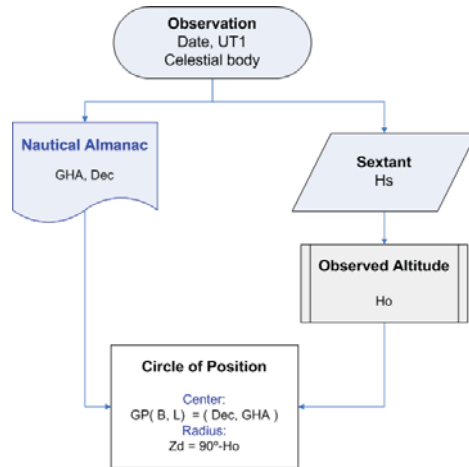 Observation
Date, UT1
Celestial body
Nautical Almanac
GHA, Dec
Sextant
Hs
Observed Altitude
Ho
Circle of Position
Center:
GP( B, L)  = ( Dec, GHA )
Radius:
Zd = 90º-Ho